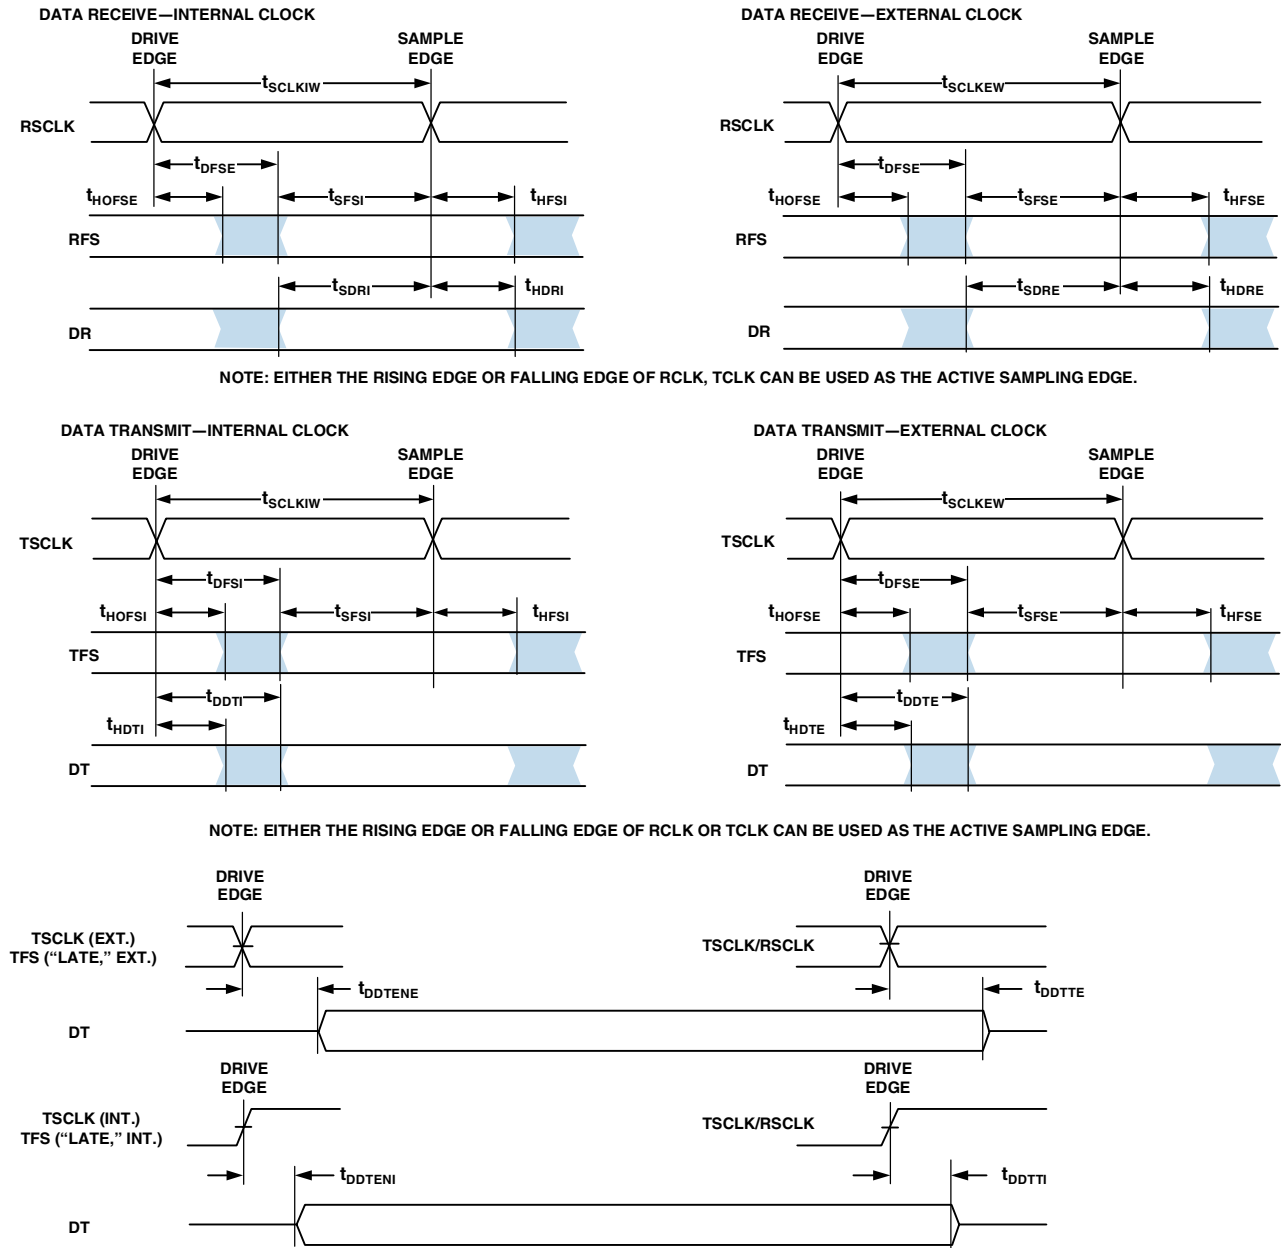 DATA RECEIVE—INTERNAL CLOCK
DRIVE EDGE
SAMPLE EDGE
tSCLKIW
RSCLK
tDFSE
tHOFSE
tSFSI
tHFSI
RFS
tSDRI
tHDRI
DR
DATA RECEIVE—EXTERNAL CLOCK
DRIVE EDGE
SAMPLE EDGE
tSCLKEW
RSCLK
tDFSE
tHOFSE
tSFSE
tHFSE
RFS
tSDRE
tHDRE
DR
NOTE: EITHER THE RISING EDGE OR FALLING EDGE OF RCLK, TCLK CAN BE USED AS THE ACTIVE SAMPLING EDGE.
DATA TRANSMIT—INTERNAL CLOCK
DRIVE EDGE
SAMPLE EDGE
tSCLKIW
TSCLK
tDFSI
tHOFSI
tSFSI
tHFSI
TFS
tDDTI
tHDTI
DT
DATA TRANSMIT—EXTERNAL CLOCK
DRIVE EDGE
SAMPLE EDGE
tSCLKEW
TSCLK
tDFSE
tHOFSE
tSFSE
tHFSE
TFS
tDDTE
tHDTE
DT
NOTE: EITHER THE RISING EDGE OR FALLING EDGE OF RCLK OR TCLK CAN BE USED AS THE ACTIVE SAMPLING EDGE.
DRIVE EDGE
DRIVE EDGE
TSCLK (EXT.)
TFS (“LATE,” EXT.)
TSCLK/RSCLK
tDDTENE
tDDTTE
DT
DRIVE EDGE
DRIVE EDGE
TSCLK (INT.)
TFS (“LATE,” INT.)
TSCLK/RSCLK
tDDTENI
tDDTTI
DT